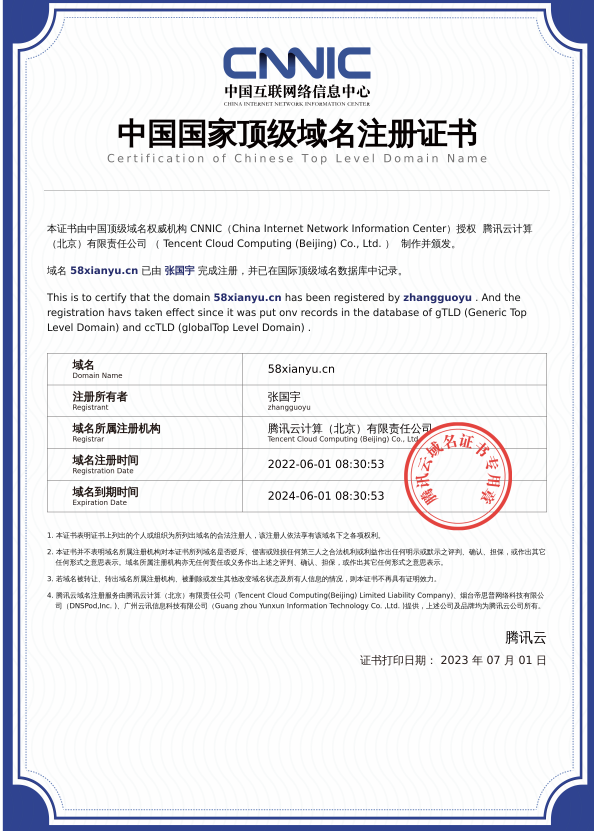 CNNIC
中国互联网络信息中心
CHINA INTERNET NETWORK INFORMATION CENTER
中国国家顶级域名注册证书
Certification of Chinese Top Level Domain Name
本证书由中国顶级域名权威机构 CNNIC（China Internet Network Information Center）授权 腾讯云计算
（北京）有限责任公司 （ Tencent Cloud Computing (Beijing) Co., Ltd. ） 制作并颁发。
域名 58xianyu.cn 已由 张国宇 完成注册，并已在国际顶级域名数据库中记录。
This is to certify that the domain 58xianyu.cn has been registered by zhangguoyu . And the
registration havs taken effect since it was put onv records in the database of gTLD (Generic Top
Level Domain) and ccTLD (globalTop Level Domain) .
域名
Domain Name
58xianyu.cn
注册所有者
Registrant
张国宇
zhangguoyu
域名所属注册机构
Registrar
腾讯云计算（北京）有限责任公司
Tencent Cloud Computing (Beijing) Co., Ltd.
域名注册时间
Registration Date
2022-06-01 08:30:53
域名到期时间
Expiration Date
2024-06-01 08:30:53
腾讯云域名证书专用章
1. 本证书表明证书上列出的个人或组织为所列出域名的合法注册人，该注册人依法享有该域名下之各项权利。
2. 本证书并不表明域名所属注册机构对本证书所列域名是否贬斥、侵害或毁损任何第三人之合法机利或利益作出任何明示或默示之评判、确认、担保，或作出其它
任何形式之意思表示。域名所属注册机构亦无任何责任或义务作出上述之评判、确认、担保，或作出其它任何形式之意思表示。
3. 若域名被转让、转出域名所属注册机构、被删除或发生其他改变域名状态及所有人信息的情况，则本证书不再具有证明效力。
4. 腾讯云域名注册服务由腾讯云计算（北京）有限责任公司（Tencent Cloud Computing(Beijing) Limited Liability Company)、烟台帝思普网络科技有限公
司（DNSPod,Inc. )、广州云讯信息科技有限公司（Guang zhou Yunxun Information Technology Co. ,Ltd. )提供，上述公司及品牌均为腾讯云公司所有。
腾讯云
证书打印日期： 2023 年 07 月 01 日